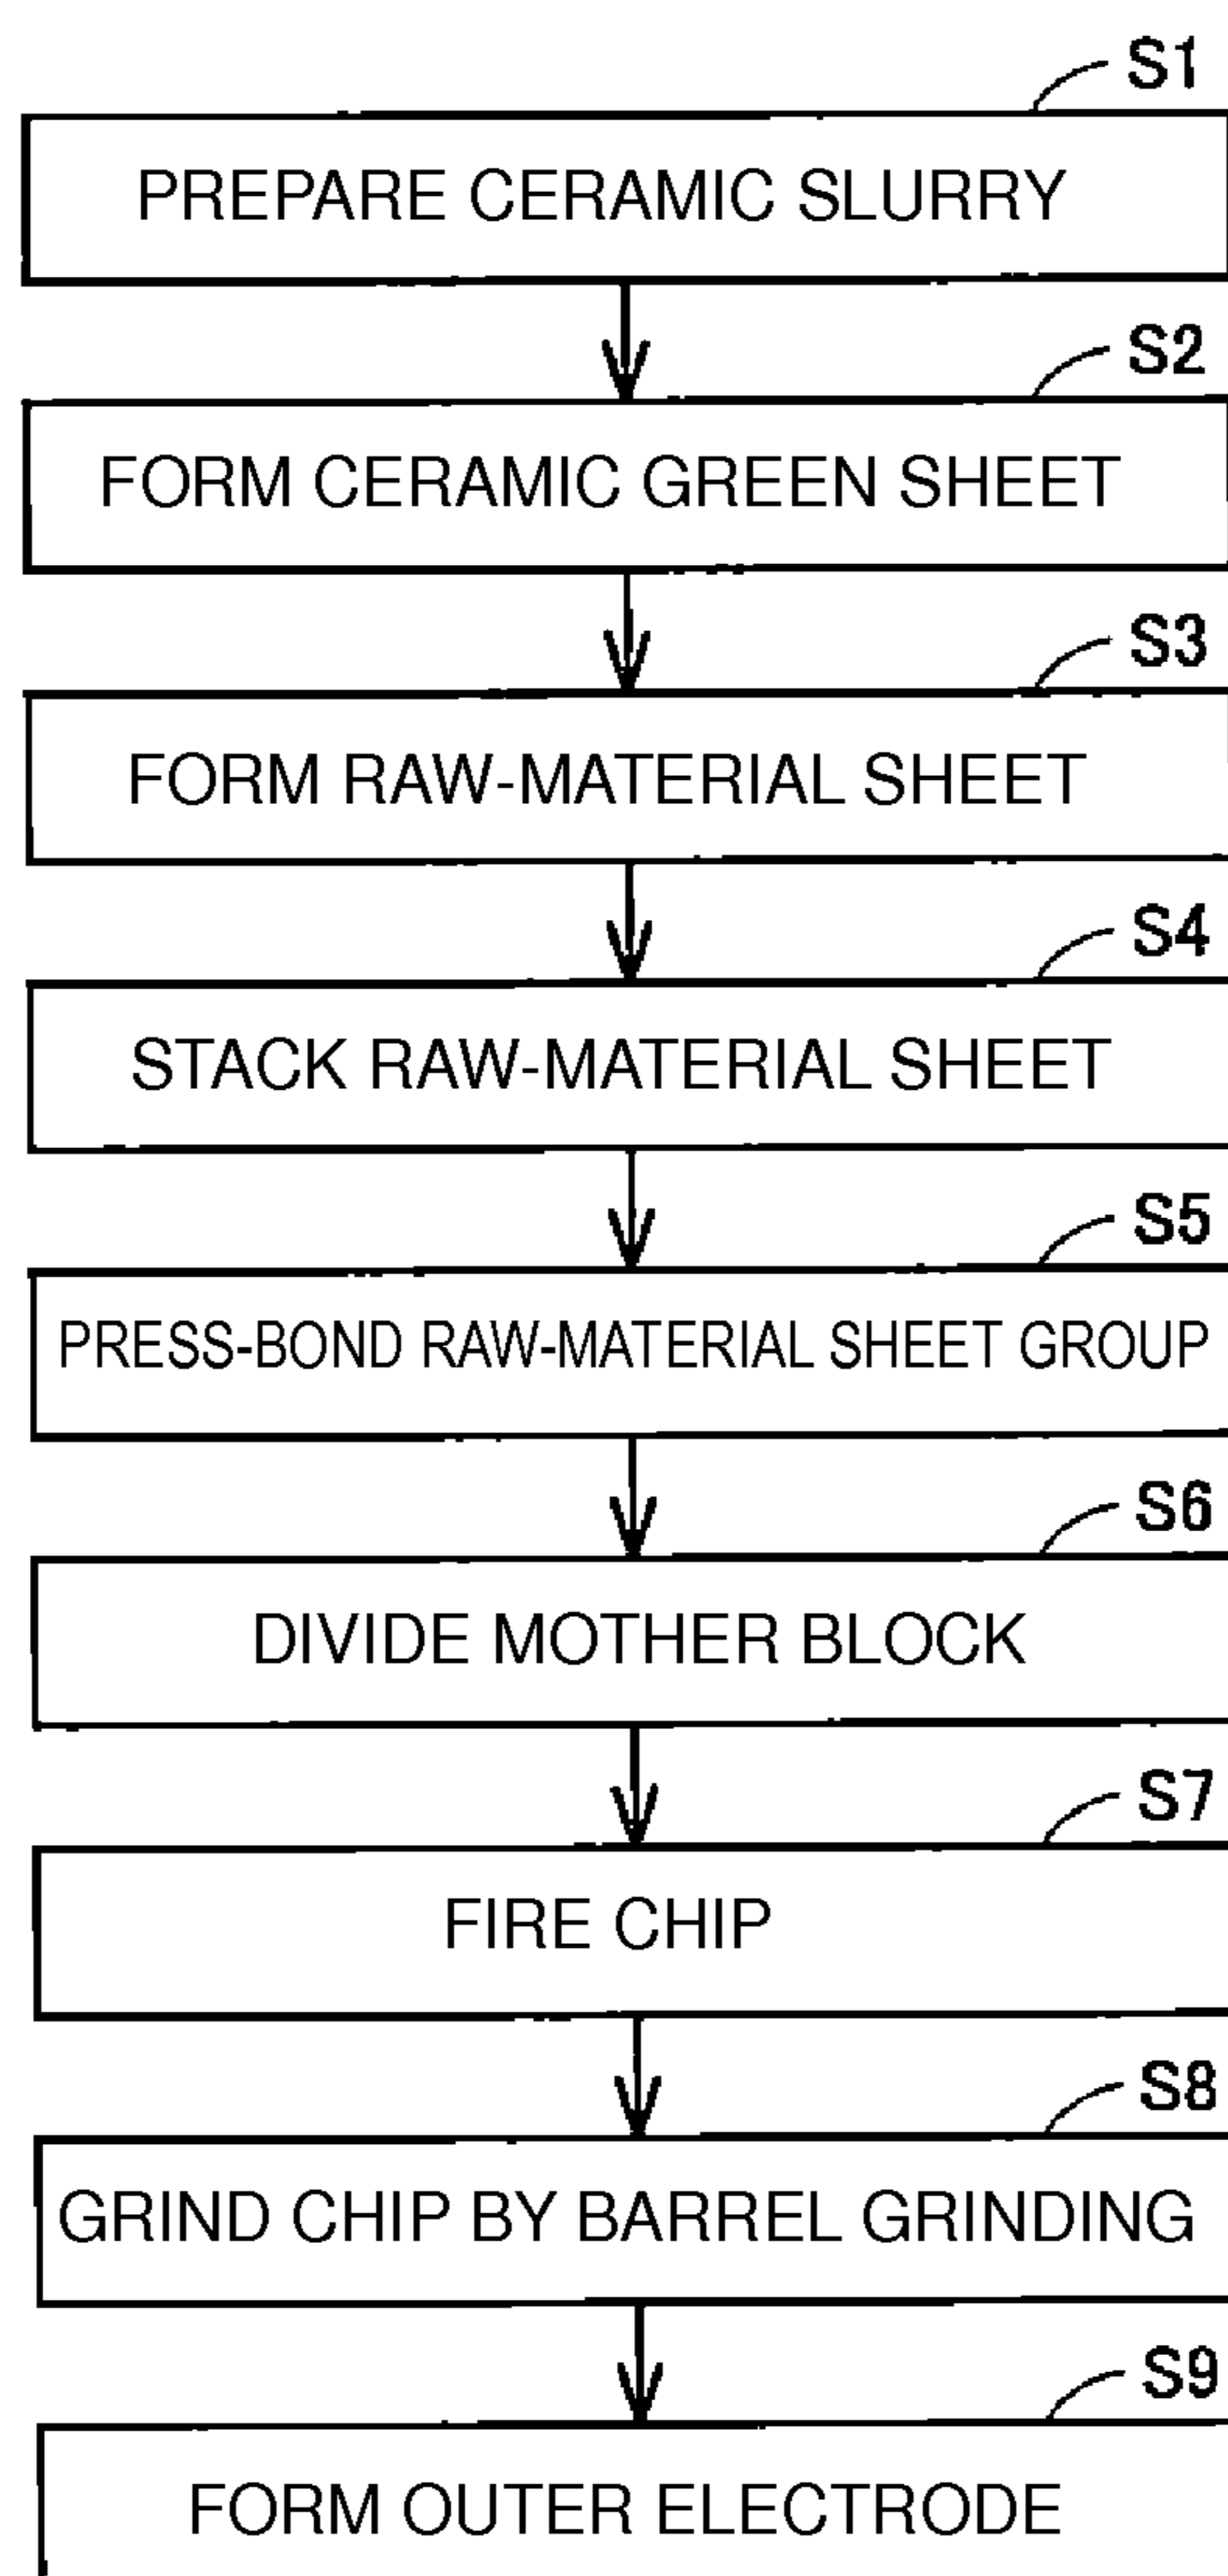 S1
PREPARE CERAMIC SLURRY
S2
FORM CERAMIC GREEN SHEET
S3
FORM RAW-MATERIAL SHEET
S4
STACK RAW-MATERIAL SHEET
S5
PRESS-BOND RAW-MATERIAL SHEET GROUP
S6
DIVIDE MOTHER BLOCK
S7
FIRE CHIP
S8
GRIND CHIP BY BARREL GRINDING
S9
FORM OUTER ELECTRODE